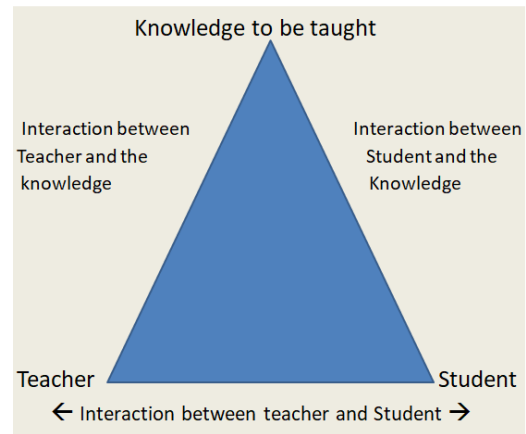 Knowledge to be taught
Interaction between
Teacher and the
knowledge
Interaction between
Student and the
Knowledge
Teacher
Student
← Interaction between teacher and Student →